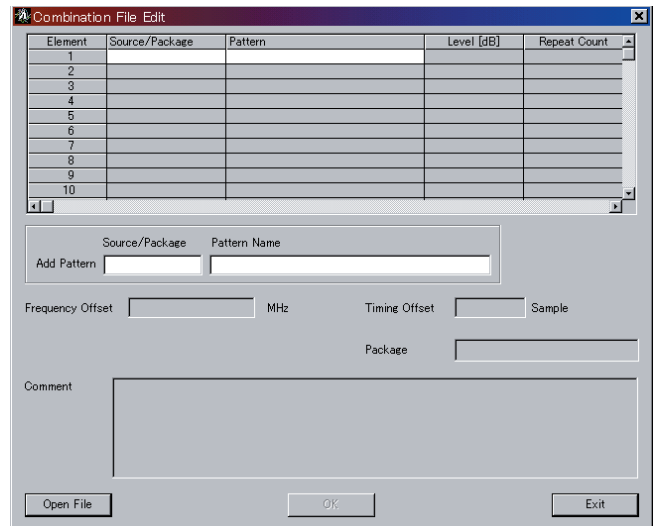 Combination File Edit
Element Source/Package Pattern Level [dB] Repeat Count
1
2
3
4
5
6
7
8
9
10
Source/Package Pattern Name
Add Pattern
Frequency Offset MHz Timing Offset Sample
Package
Comment
Open File OK Exit